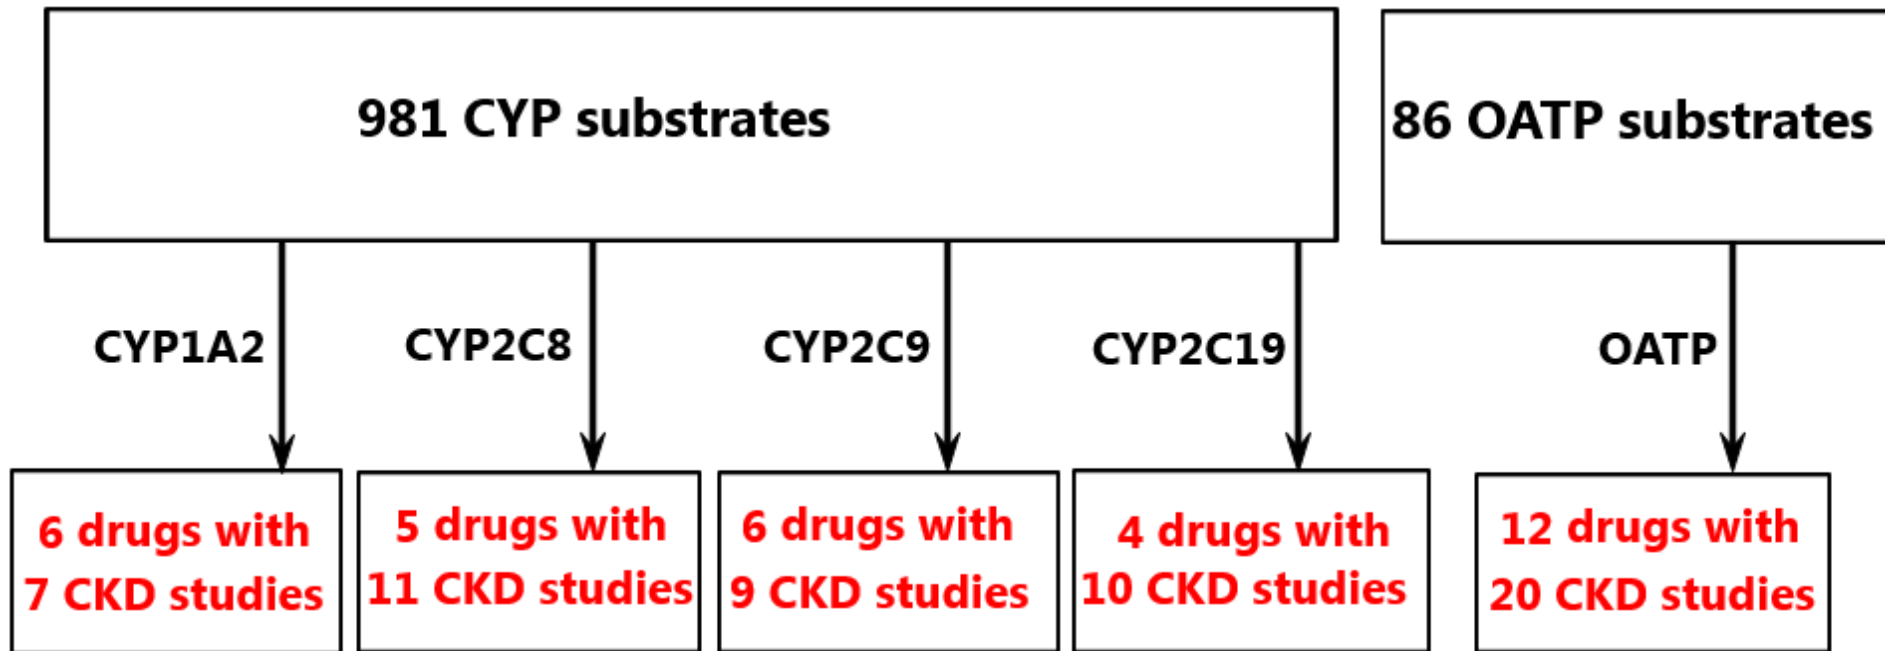 981 CYP substrates
86 OATP substrates
CYP1A2
CYP2C8
CYP2C9
CYP2C19
OATP
6 drugs with
7 CKD studies
5 drugs with
11 CKD studies
6 drugs with
9 CKD studies
4 drugs with
10 CKD studies
12 drugs with
20 CKD studies